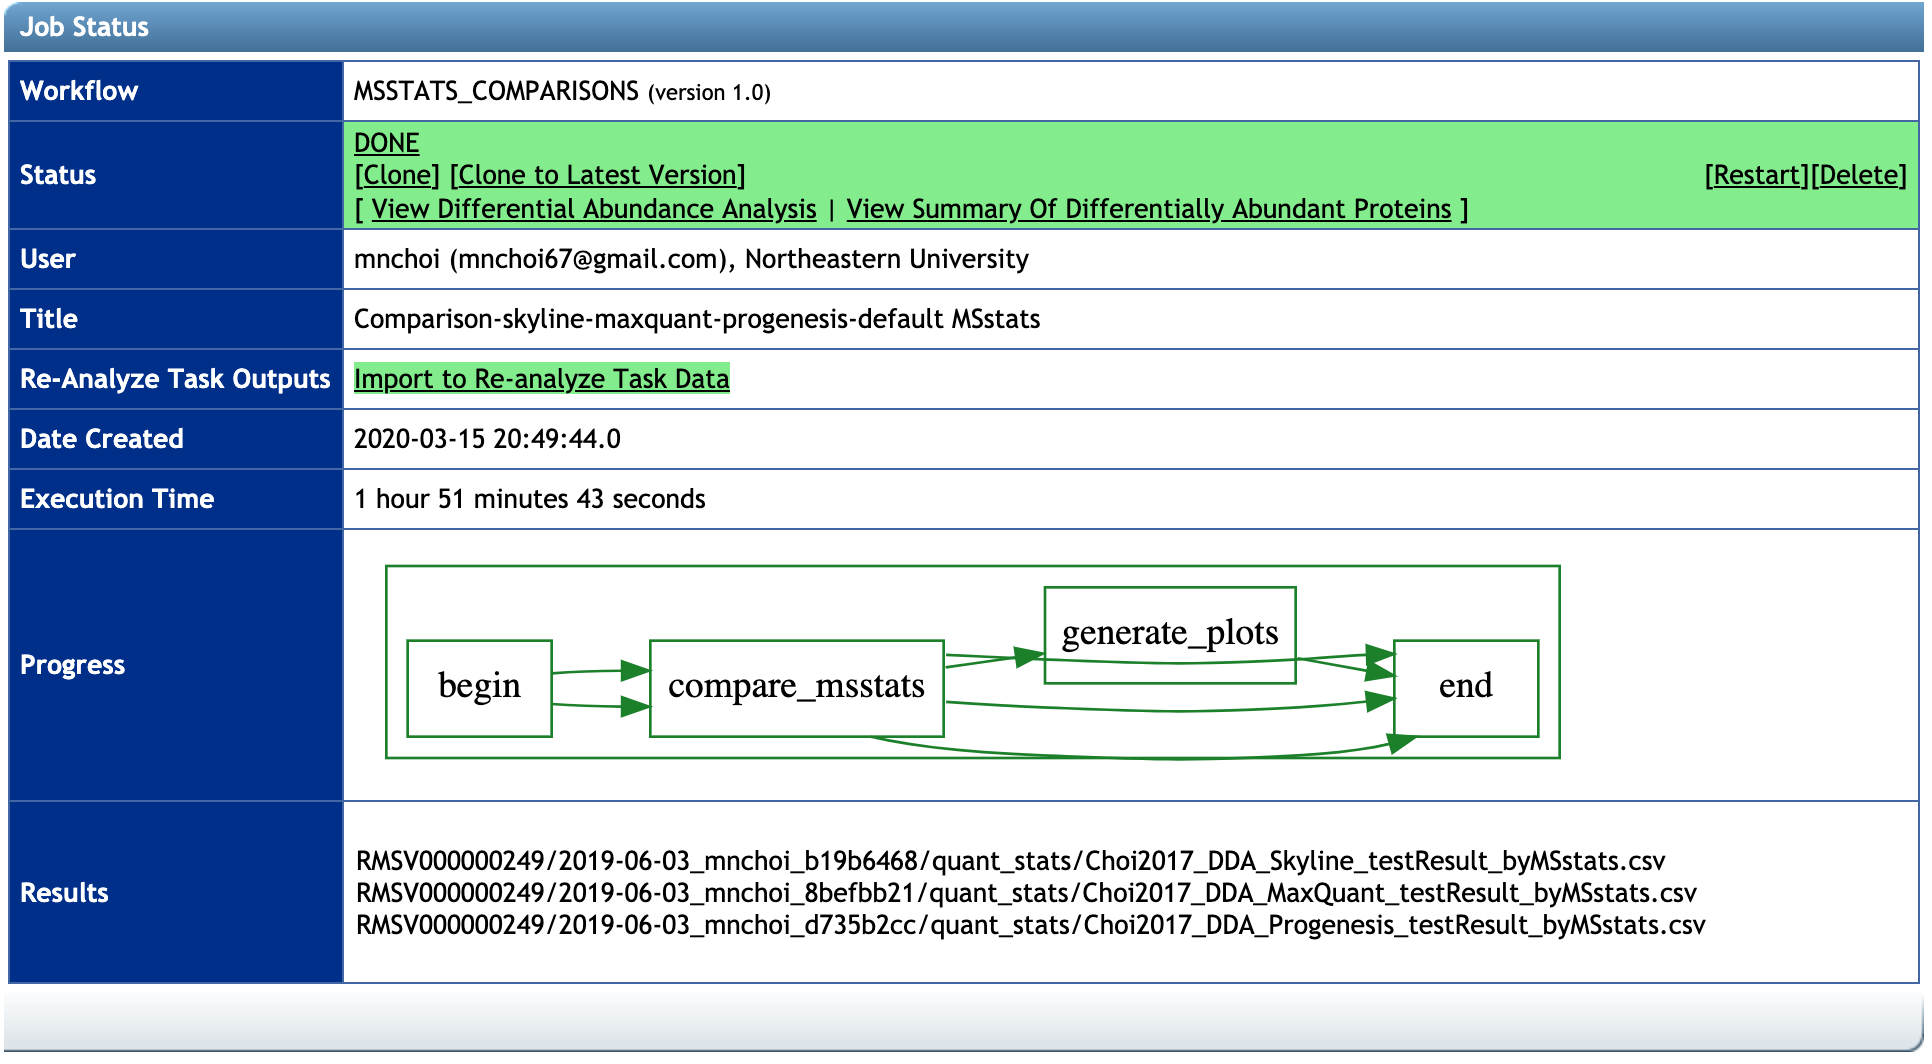 Job Status
Workflow
MSSTATS_COMPARISONS (version 1.0)
Status
DONE
[Clone] [Clone to Latest Version]
[Restart][Delete]
[ View Differential Abundance Analysis | View Summary Of Differentially Abundant Proteins ]
User
mnchoi (mnchoi67@gmail.com), Northeastern University
Title
Comparison-skyline-maxquant-progenesis-default MSstats
Re-Analyze Task Outputs
Import to Re-analyze Task Data
Date Created
2020-03-15 20:49:44.0
Execution Time
1 hour 51 minutes 43 seconds
Progress
begin
compare_msstats
generate_plots
end
Results
RMSV000000249/2019-06-03_mnchoi_b19b6468/quant_stats/Choi2017_DDA_Skyline_testResult_byMSstats.csv
RMSV000000249/2019-06-03_mnchoi_8befbb21/quant_stats/Choi2017_DDA_MaxQuant_testResult_byMSstats.csv
RMSV000000249/2019-06-03_mnchoi_d735b2cc/quant_stats/Choi2017_DDA_Progenesis_testResult_byMSstats.csv